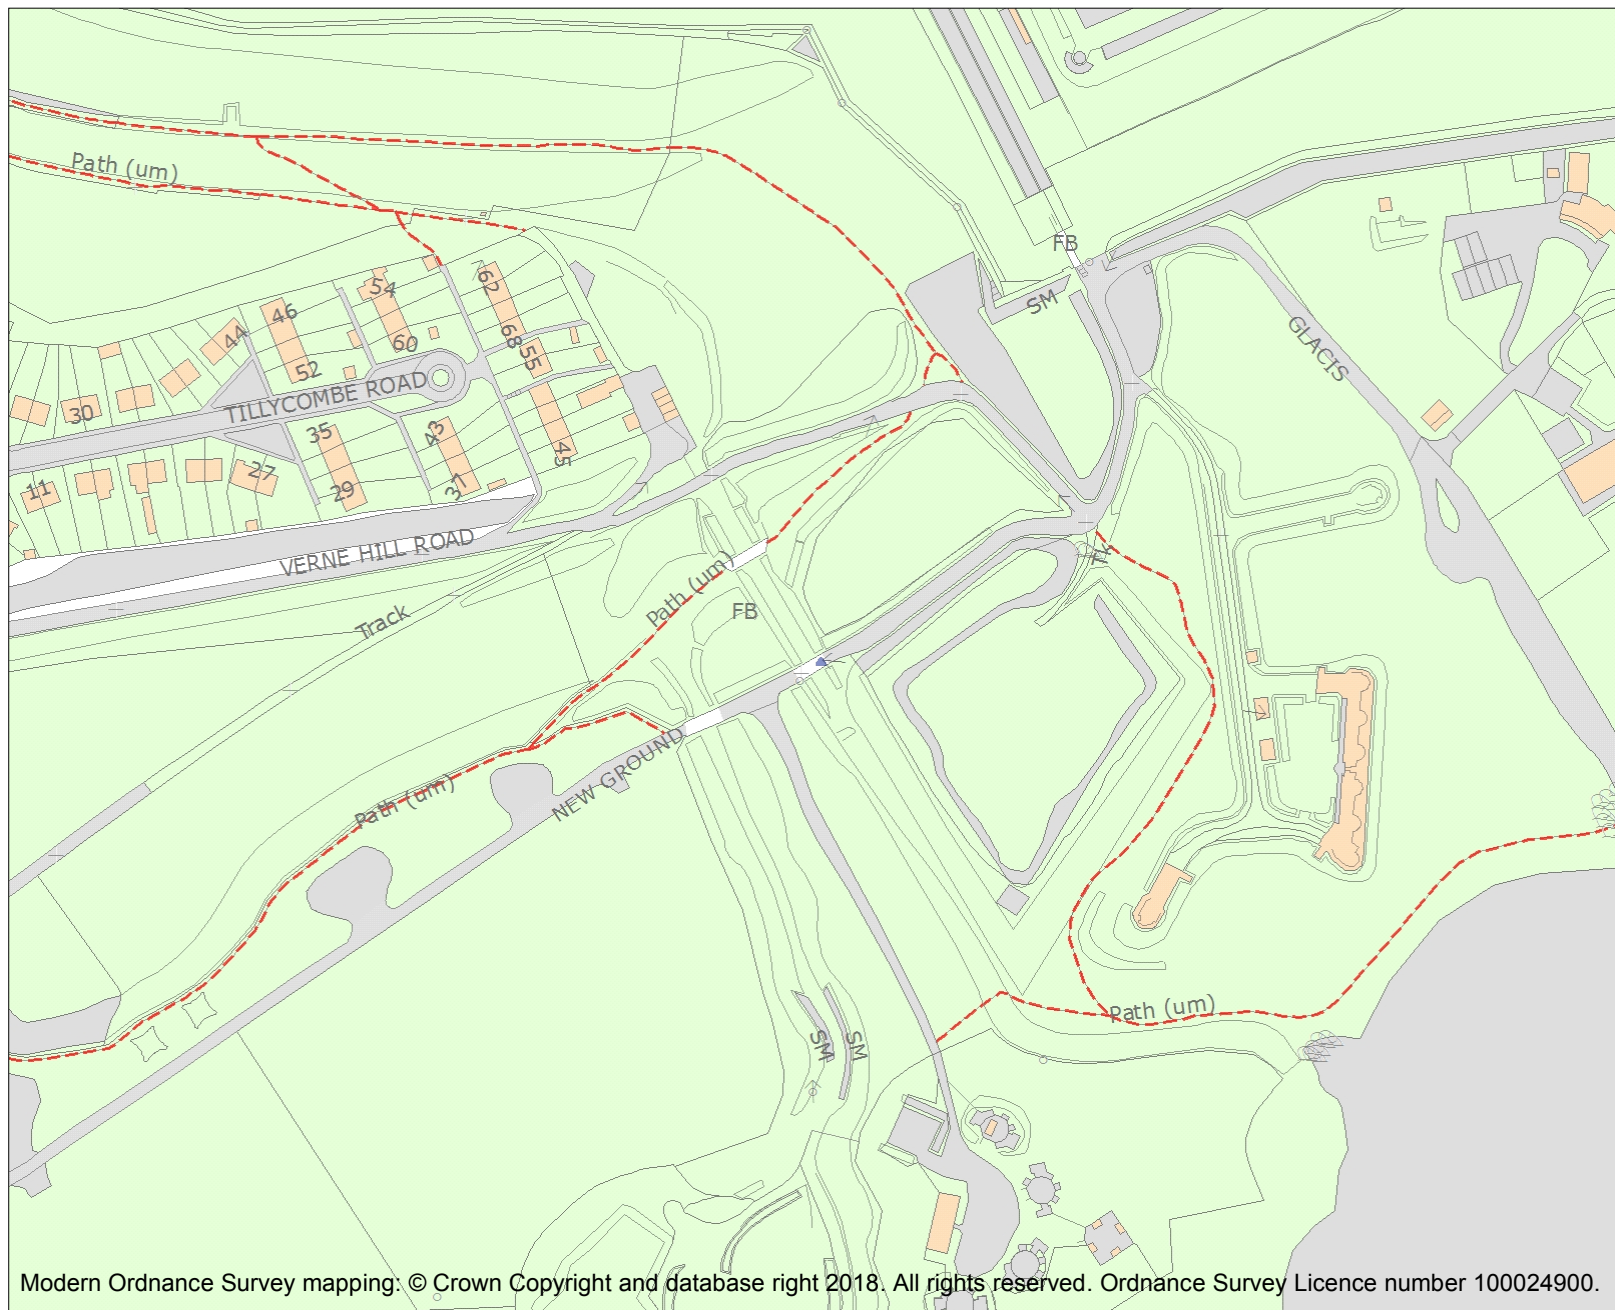 Path (um)
FB
SM
GLACIS
62
54
46
44
68
60
55
52
30
TILLYCOMBE ROAD
35
43
45
27
11
29
37
VERNE HILL ROAD
TK
Path (um)
FB
Track
NEW GROUND
Path (um)
Path (um)
SM
SM
Modern Ordnance Survey mapping: © Crown Copyright and database right 2018. All rights reserved. Ordnance Survey Licence number 100024900.